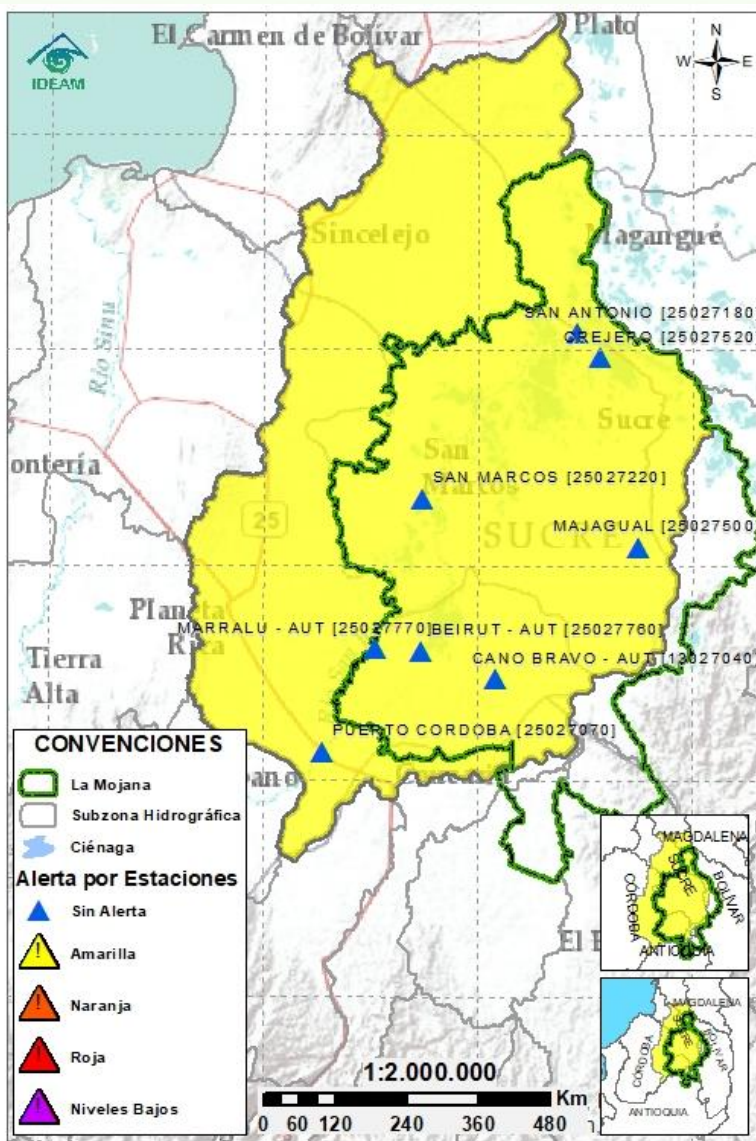 El Carmen de Bolívar
Plato
IDEAM
N
W E
S
Sincelejo
Magangué
SAN ANTONIO [25027180
Río Sinú
OREJERO [25027520]
Sucre
ontería
San
Marcos
SAN MARCOS [25027220]
MAJAGUAL [25027500
SUCRE
25
Planeta
Rica
MARRALU - AUT [25027770]
BEIRUT - AUT [25027760]
CANO BRAVO - AUT [13027040
Tierra
Alta
PUERTO CORDOBA [25027070]
El B
CONVENCIONES
La Mojana
Subzona Hidrográfica
Ciénaga
Alerta por Estaciones
Sin Alerta
Amarilla
Naranja
Roja
Niveles Bajos
MAGDALENA
SUCRE
BOLÍVAR
CÓRDOBA
ANTIOQUIA
MAGDALENA
BOLÍVAR
CÓRDOBA
ANTIOQUIA
1:2.000.000
Km
0 60 120 240 360 480